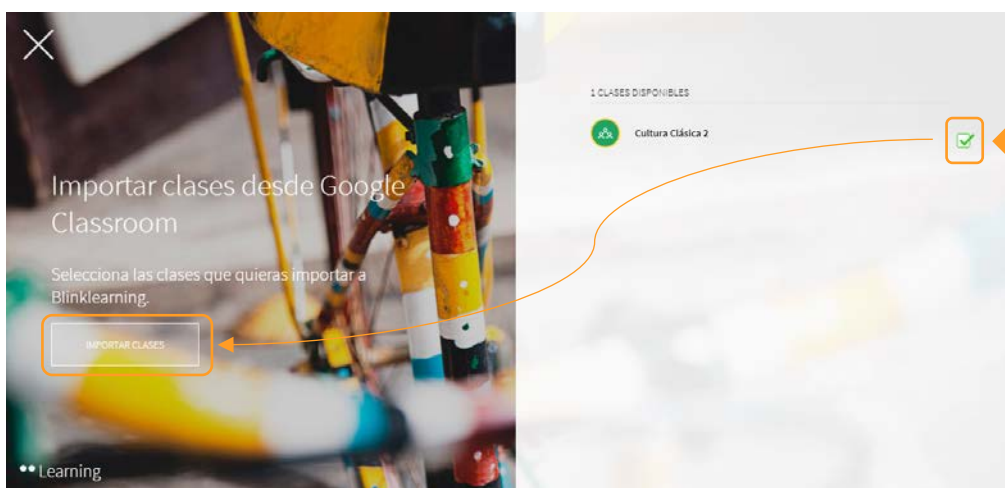 Importar clases desde Google
Classroom
Selecciona las clases que quieras importar a
Blinklearning.
IMPORTAR CLASES
••Learning
1 CLASES DISPONIBLES
Cultura Clásica 2